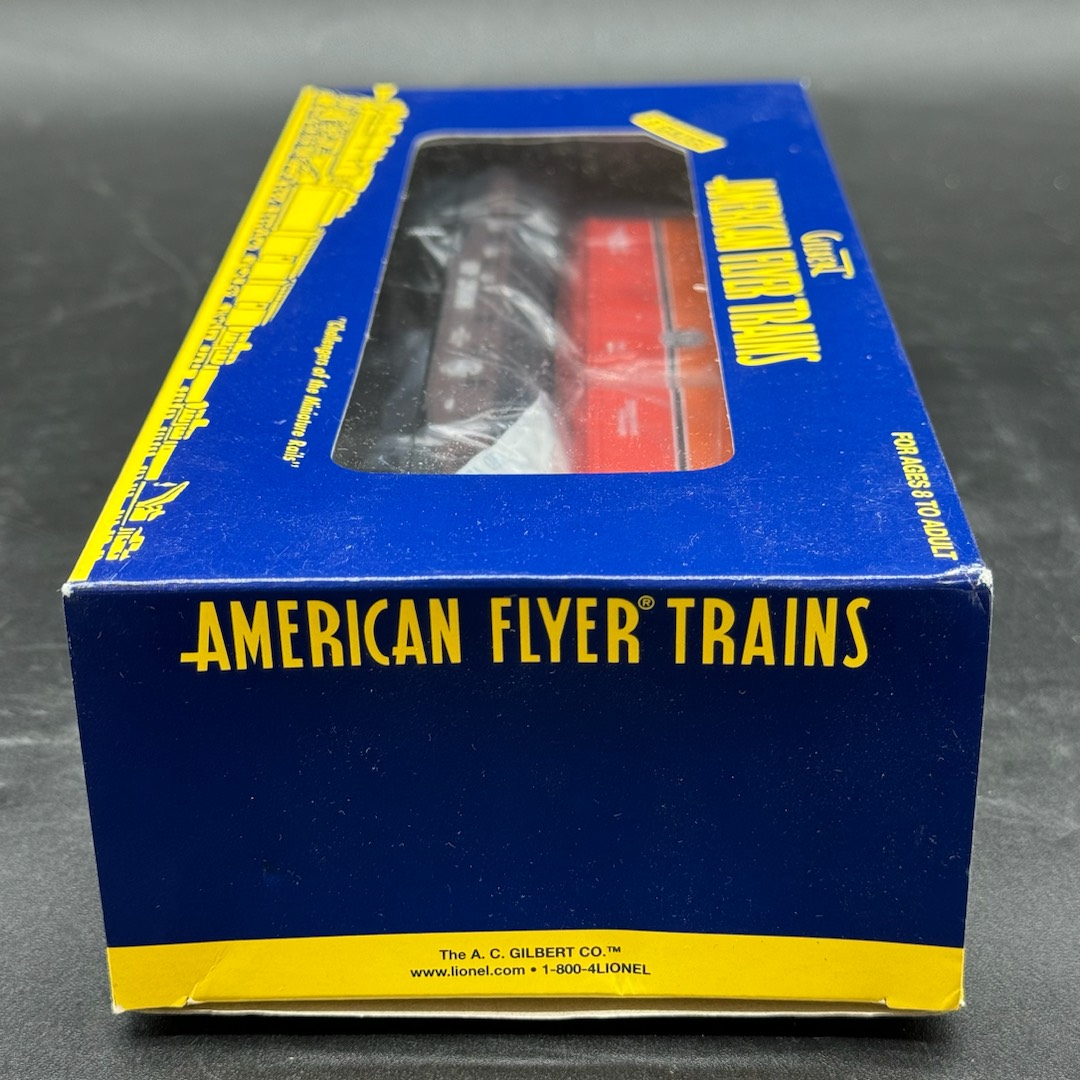 GILBERT
AMERICAN FLYER TRAINS
"Challengers of the Miniature Rails"
FOR AGES 8 TO ADULT
AMERICAN FLYER® TRAINS
The A. C. GILBERT CO.™
www.lionel.com • 1-800-4LIONEL